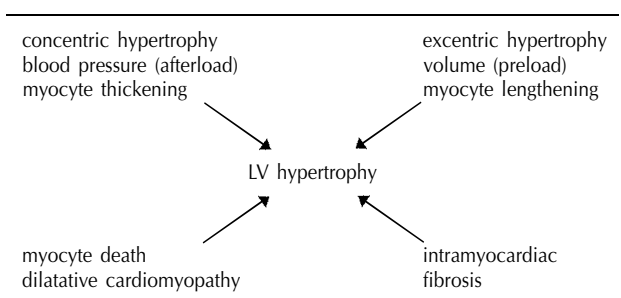 concentric hypertrophy
blood pressure (afterload)
myocyte thickening
excentric hypertrophy
volume (preload)
myocyte lengthening
LV hypertrophy
myocyte death
dilatative cardiomyopathy
intramyocardiac
fibrosis